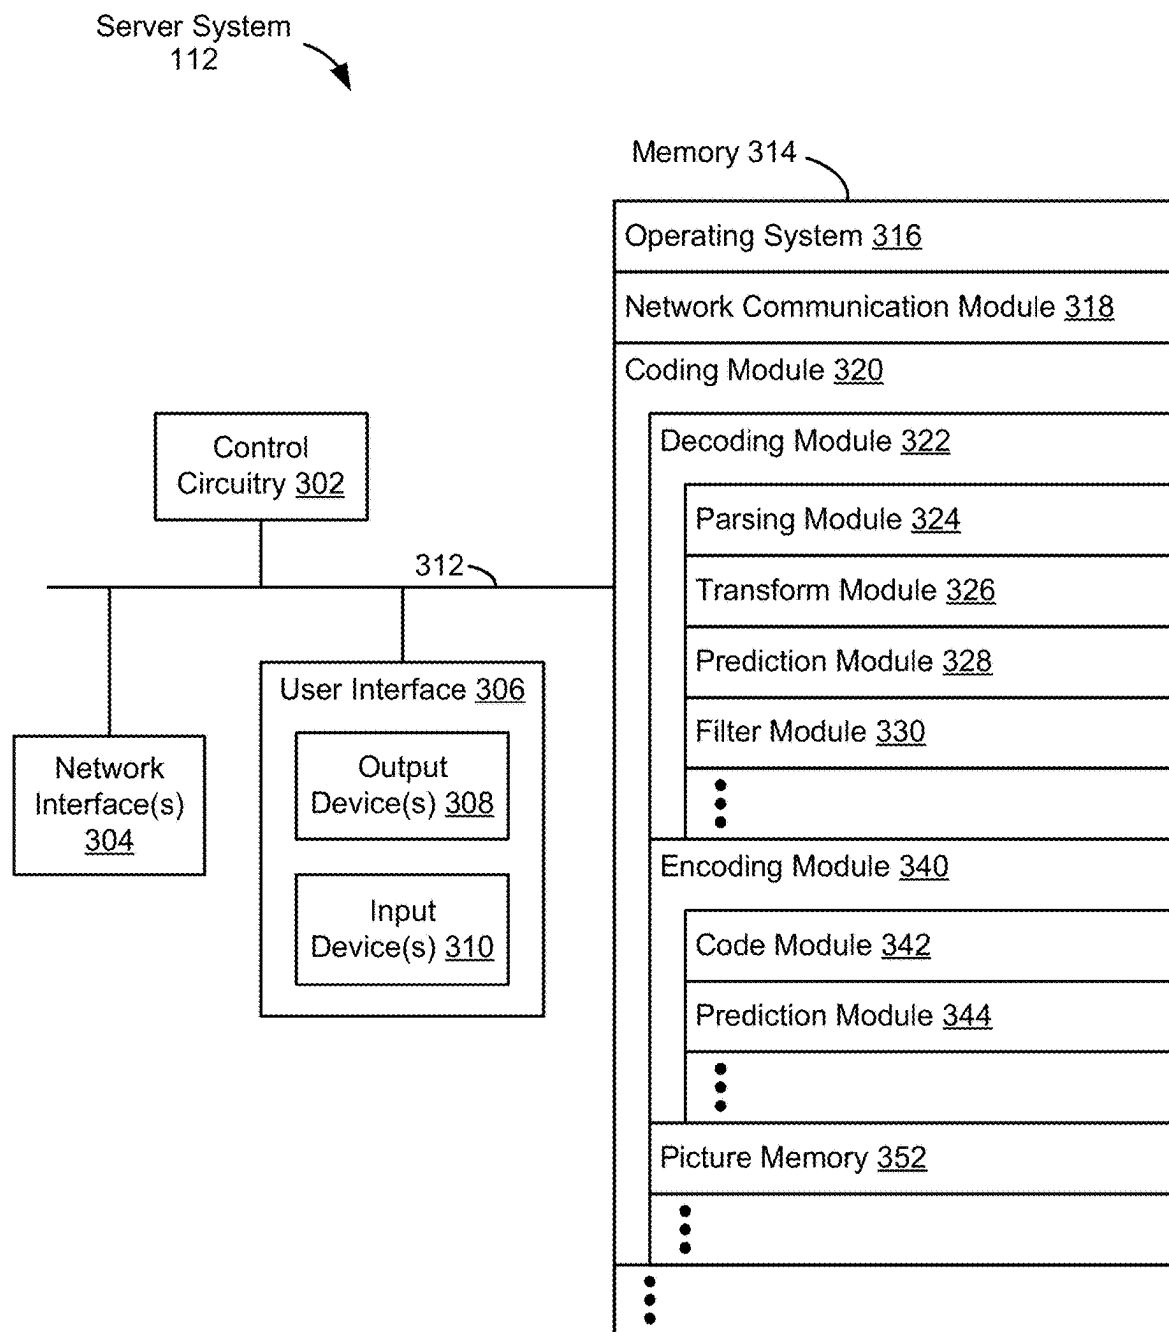 Server System
112
Memory 314
Operating System 316
Network Communication Module 318
Coding Module 320
Decoding Module 322
Parsing Module 324
Transform Module 326
Prediction Module 328
Filter Module 330
Encoding Module 340
Code Module 342
Prediction Module 344
Picture Memory 352
Control
Circuitry 302
312
Network
Interface(s)
304
User Interface 306
Output
Device(s) 308
Input
Device(s) 310